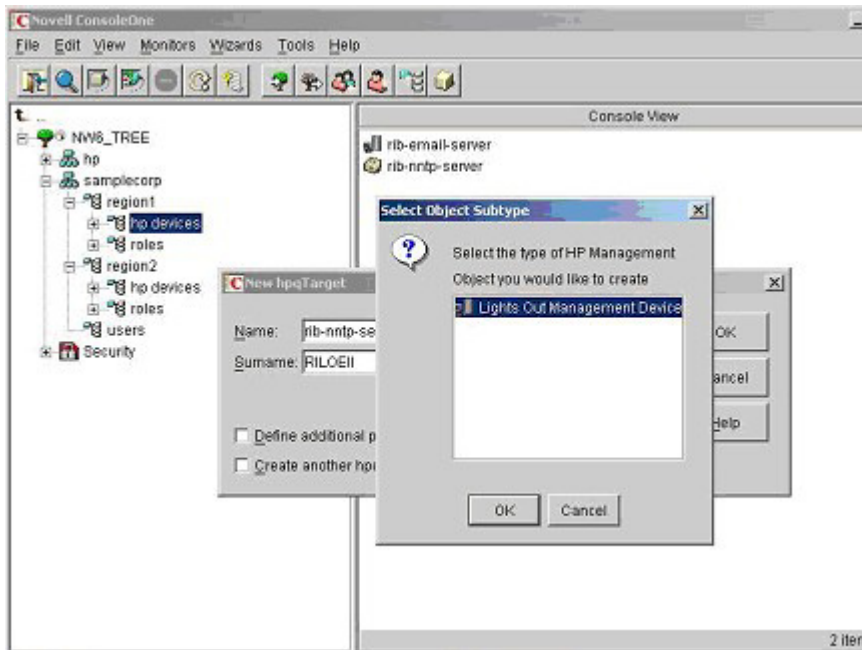 Novell ConsoleOne
File Edit View Monitors Wizards Tools Help
NW6_TREE
hp
samplecorp
region1
hp devices
roles
region2
hp devices
roles
users
Security
Console View
rib-email-server
rib-nntp-server
New hpqTarget
Name: rib-nntp-se
Surname: RILOEII
Define additional p
Create another hp
OK
ancel
Help
Select Object Subtype
Select the type of HP Management
Object you would like to create
Lights Out Management Device
OK Cancel
2 iter